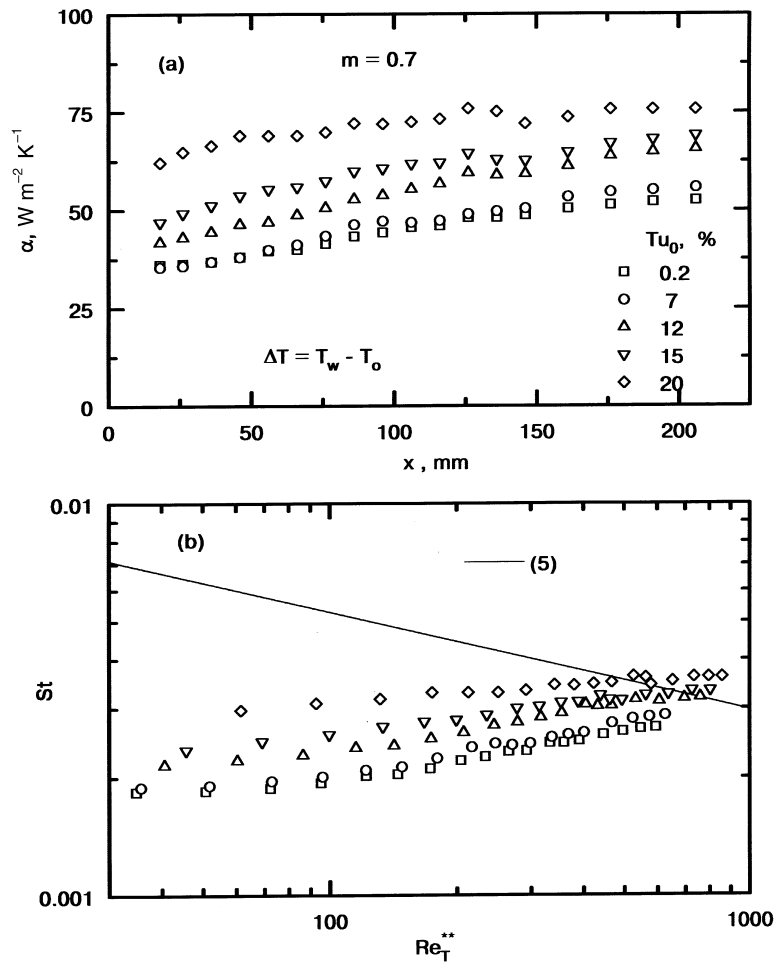 100
(a)
m = 0.7
75
α, W m⁻² K⁻¹
50
Tu₀, %
0.2
7
25
12
ΔT = T_w - T_o
15
20
0
0 50 100 150 200
x , mm
0.01
(b)
(5)
St
0.001
100 1000
Re_T^**